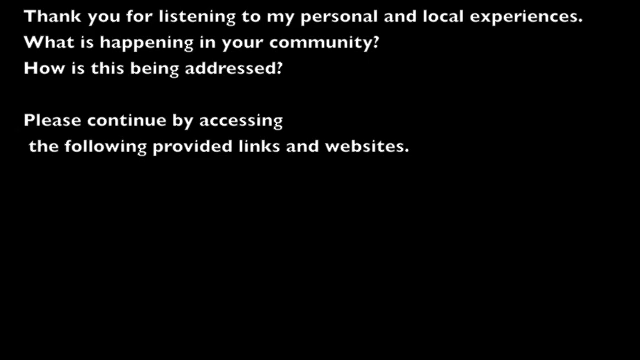 Thank you for listening to my personal and local experiences.
What is happening in your community?
How is this being addressed?
Please continue by accessing
the following provided links and websites.